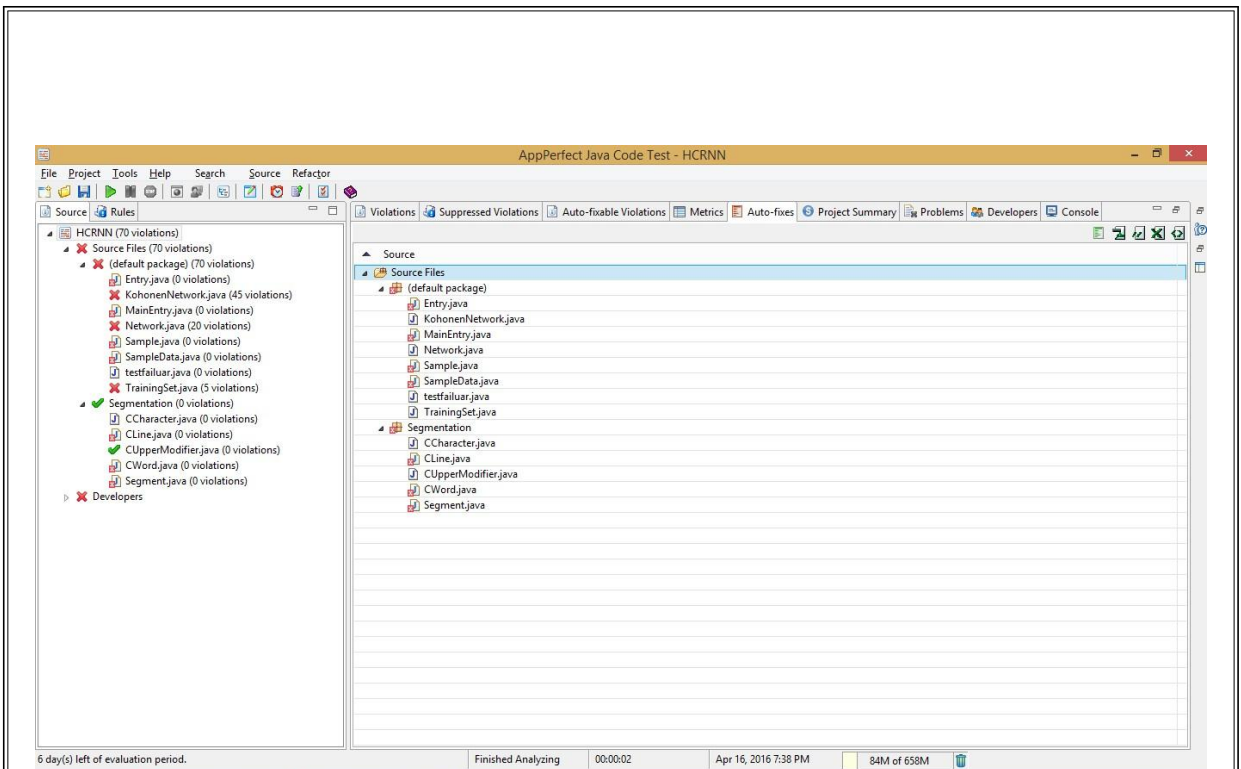 AppPerfect Java Code Test - HCRNN
File Project Tools Help Search Source Refactor
Source Rules
HCRNN (70 violations)
Source Files (70 violations)
(default package) (70 violations)
Entry.java (0 violations)
KohonenNetwork.java (45 violations)
MainEntry.java (0 violations)
Network.java (20 violations)
Sample.java (0 violations)
SampleData.java (0 violations)
testfailuar.java (0 violations)
TrainingSet.java (5 violations)
Segmentation (0 violations)
CCharacter.java (0 violations)
CLine.java (0 violations)
CUpperModifier.java (0 violations)
CWord.java (0 violations)
Segment.java (0 violations)
Developers
Violations Suppressed Violations Auto-fixable Violations Metrics Auto-fixes Project Summary Problems Developers Console
Source
Source Files
(default package)
Entry.java
KohonenNetwork.java
MainEntry.java
Network.java
Sample.java
SampleData.java
testfailuar.java
TrainingSet.java
Segmentation
CCharacter.java
CLine.java
CUpperModifier.java
CWord.java
Segment.java
6 day(s) left of evaluation period. Finished Analyzing 00:00:02 Apr 16, 2016 7:38 PM 84M of 658M